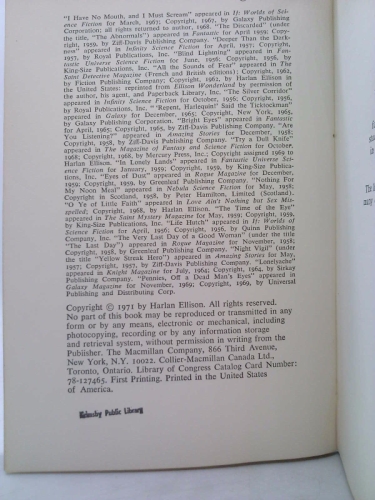 "I Have No Mouth, and I Must Scream" appeared in If: Worlds of Sci-
ence Fiction for March, 1967; Copyright, 1967, by Galaxy Publishing
Corporation; all rights returned to author, 1968. "The Discarded" (under
title, "The Abnormals") appeared in Fantastic for April 1959; Copy-
right, 1959, by Ziff-Davis Publishing Company. "Deeper Than the Dark-
ness" appeared in Infinity Science Fiction for April, 1957; Copyright,
1957, by Royal Publications, Inc. "Blind Lightning" appeared in Fan-
tastic Universe Science Fiction for June, 1956; Copyright, 1956, by
King-Size Publications, Inc. "All the Sounds of Fear" appeared in The
Saint Detective Magazine (French and British editions); Copyright, 1962,
by Fiction Publishing Company; Copyright, 1962, by Harlan Ellison in
the United States: reprinted from Ellison Wonderland by permission of
the author, his agent, and Paperback Library, Inc. "The Silver Corridor"
appeared in Infinity Science Fiction for October, 1956; Copyright, 1956,
by Royal Publications, Inc. "'Repent, Harlequin!' Said the Ticktockman"
appeared in Galaxy for December, 1965; Copyright, New York, 1965,
by Galaxy Publishing Corporation. "Bright Eyes" appeared in Fantastic
for April, 1965; Copyright, 1965, by Ziff-Davis Publishing Company. "Are
You Listening?" appeared in Amazing Stories for December, 1958;
Copyright, 1958, by Ziff-Davis Publishing Company. "Try a Dull Knife"
appeared in The Magazine of Fantasy and Science Fiction for October,
1968; Copyright, 1968, by Mercury Press, Inc.; Copyright assigned 1969 to
Harlan Ellison. "In Lonely Lands" appeared in Fantastic Universe Sci-
ence Fiction for January, 1959; Copyright, 1959, by King-Size Publica-
tions, Inc. "Eyes of Dust" appeared in Rogue Magazine for December,
1959; Copyright, 1959, by Greenleaf Publishing Company. "Nothing For
My Noon Meal" appeared in Nebula Science Fiction for May, 1958;
Copyright in Scotland, 1958, by Peter Hamilton, Limited (Scotland).
"O Ye of Little Faith" appeared in Love Ain't Nothing but Sex Mis-
spelled; Copyright, 1968, by Harlan Ellison. "The Time of the Eye"
appeared in The Saint Mystery Magazine for May, 1959; Copyright, 1959,
by King-Size Publications, Inc. "Life Hutch" appeared in If: Worlds of
Science Fiction for April, 1956; Copyright, 1956, by Quinn Publishing
Company, Inc. "The Very Last Day of a Good Woman" (under the title
"The Last Day") appeared in Rogue Magazine for November, 1958;
Copyright, 1958, by Greenleaf Publishing Company. "Night Vigil" (under
the title "Yellow Streak Hero") appeared in Amazing Stories for May,
1957; Copyright, 1957, by Ziff-Davis Publishing Company. "Lonelyache"
appeared in Knight Magazine for July, 1964; Copyright, 1964, by Sirkay
Publishing Company. "Pennies, Off a Dead Man's Eyes" appeared in
Galaxy Magazine for November, 1969; Copyright, 1969, by Universal
Publishing and Distributing Corp.
Copyright © 1971 by Harlan Ellison. All rights reserved.
No part of this book may be reproduced or transmitted in any
form or by any means, electronic or mechanical, including
photocopying, recording or by any information storage
and retrieval system, without permission in writing from the
Publisher. The Macmillan Company, 866 Third Avenue,
New York, N.Y. 10022. Collier-Macmillan Canada Ltd.,
Toronto, Ontario. Library of Congress Catalog Card Number:
78-127465. First Printing. Printed in the United States
of America.
Public Library